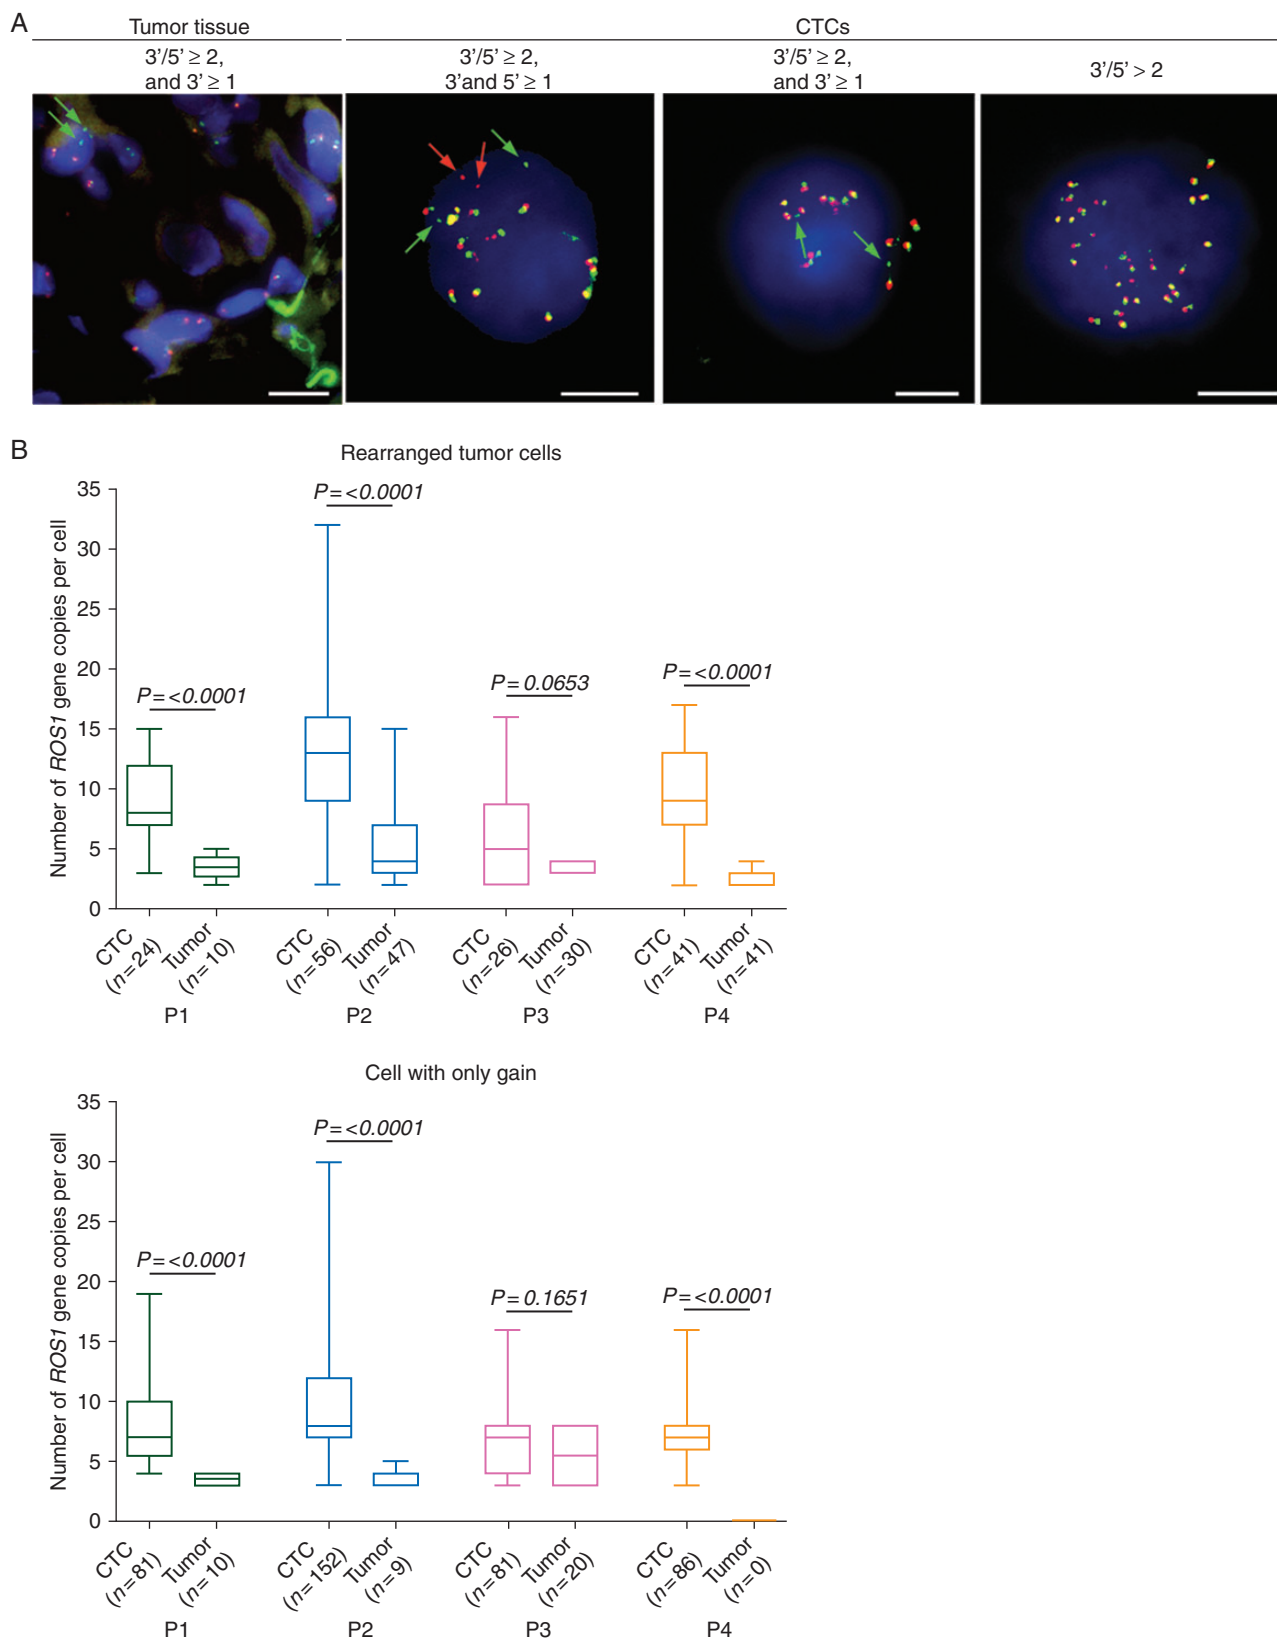 A
Tumor tissue
CTCs
3'/5' ≥ 2,
and 3' ≥ 1
3'/5' ≥ 2,
3'and 5' ≥ 1
3'/5' ≥ 2,
and 3' ≥ 1
3'/5' > 2
B
Rearranged tumor cells
Number of ROS1 gene copies per cell
35
30
25
20
15
10
5
0
P=<0.0001
P=<0.0001
P=0.0653
P=<0.0001
CTC
(n=24)
Tumor
(n=10)
CTC
(n=56)
Tumor
(n=47)
CTC
(n=26)
Tumor
(n=30)
CTC
(n=41)
Tumor
(n=41)
P1
P2
P3
P4
Cell with only gain
Number of ROS1 gene copies per cell
35
30
25
20
15
10
5
0
P=<0.0001
P=<0.0001
P=0.1651
P=<0.0001
CTC
(n=81)
Tumor
(n=10)
CTC
(n=152)
Tumor
(n=9)
CTC
(n=81)
Tumor
(n=20)
CTC
(n=86)
Tumor
(n=0)
P1
P2
P3
P4